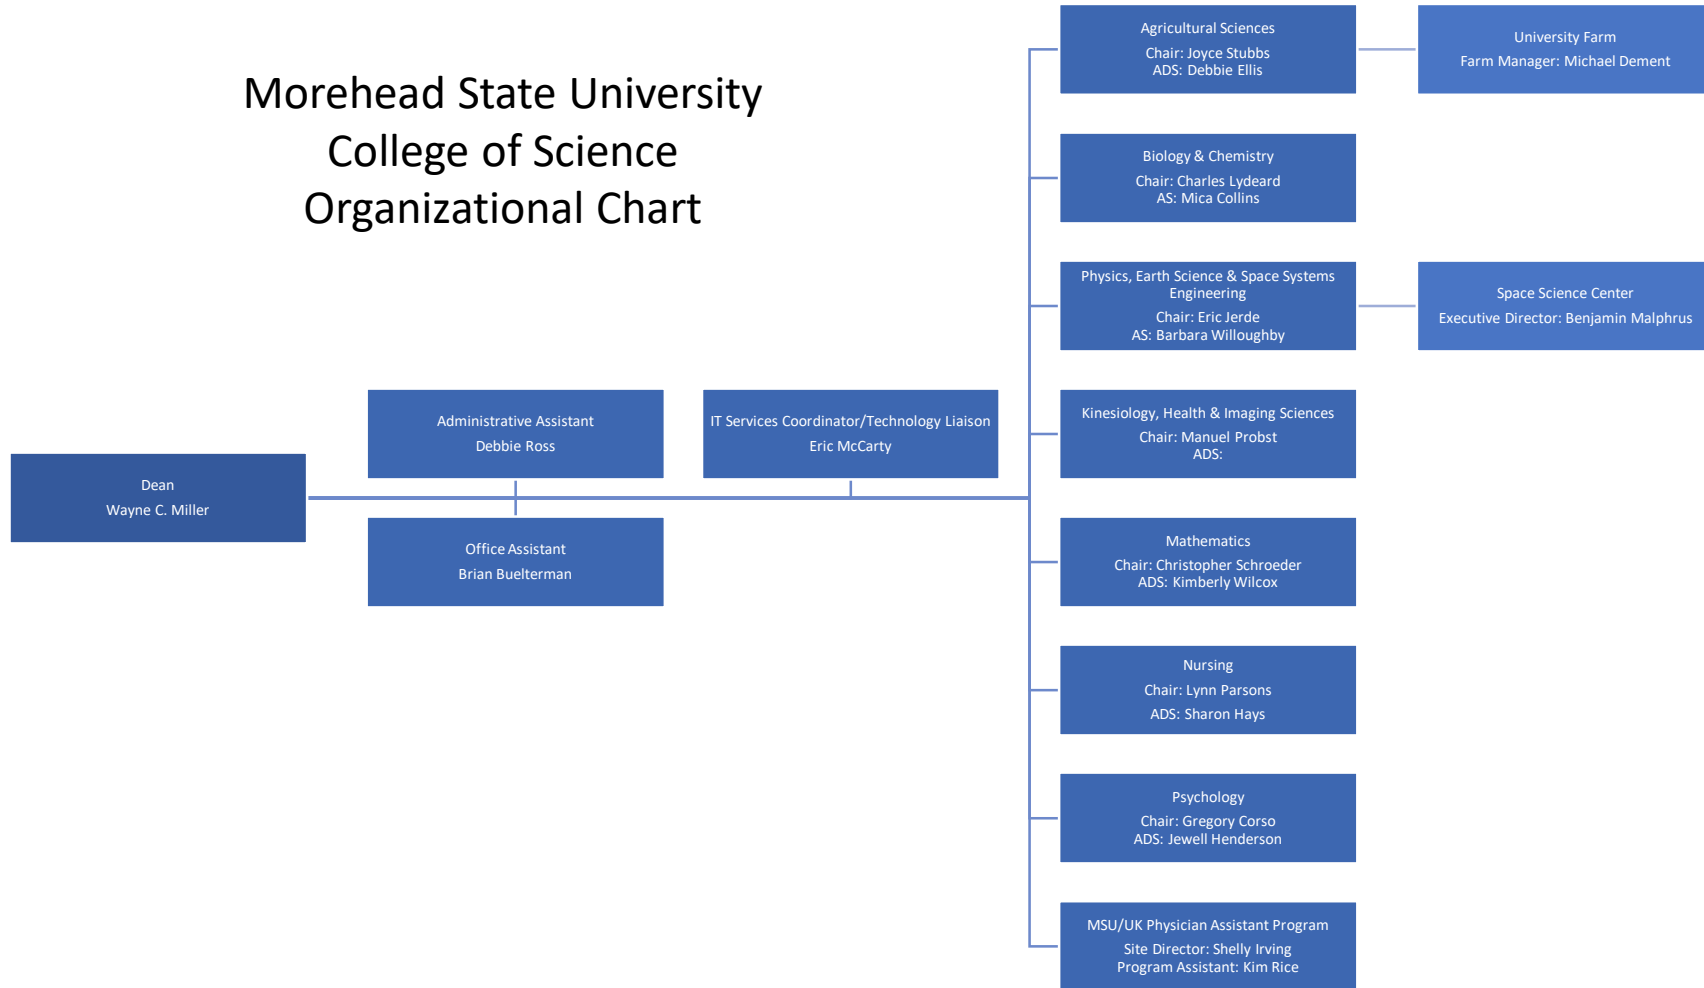 Morehead State University
College of Science
Organizational Chart
Dean
Wayne C. Miller
Administrative Assistant
Debbie Ross
Office Assistant
Brian Buelterman
IT Services Coordinator/Technology Liaison
Eric McCarty
Agricultural Sciences
Chair: Joyce Stubbs
ADS: Debbie Ellis
University Farm
Farm Manager: Michael Dement
Biology & Chemistry
Chair: Charles Lydeard
AS: Mica Collins
Physics, Earth Science & Space Systems
Engineering
Chair: Eric Jerde
AS: Barbara Willoughby
Space Science Center
Executive Director: Benjamin Malphrus
Kinesiology, Health & Imaging Sciences
Chair: Manuel Probst
ADS:
Mathematics
Chair: Christopher Schroeder
ADS: Kimberly Wilcox
Nursing
Chair: Lynn Parsons
ADS: Sharon Hays
Psychology
Chair: Gregory Corso
ADS: Jewell Henderson
MSU/UK Physician Assistant Program
Site Director: Shelly Irving
Program Assistant: Kim Rice